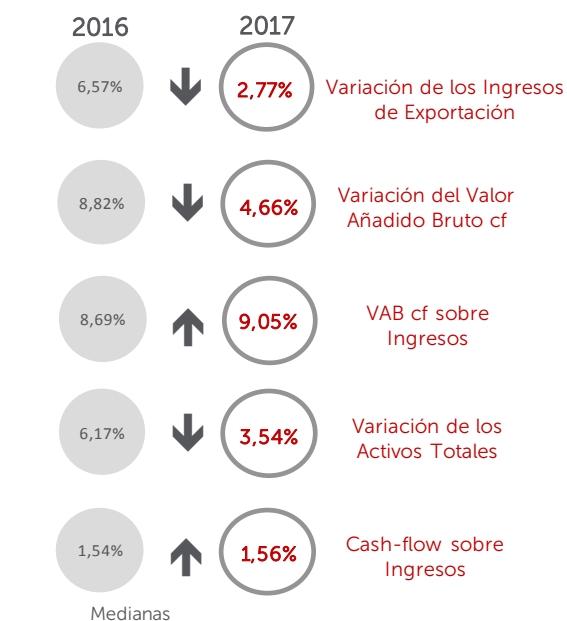 2016
2017
6,57%
2,77%
Variación de los Ingresos
de Exportación
8,82%
4,66%
Variación del Valor
Añadido Bruto cf
8,69%
9,05%
VAB cf sobre
Ingresos
6,17%
3,54%
Variación de los
Activos Totales
1,54%
1,56%
Cash-flow sobre
Ingresos
Medianas